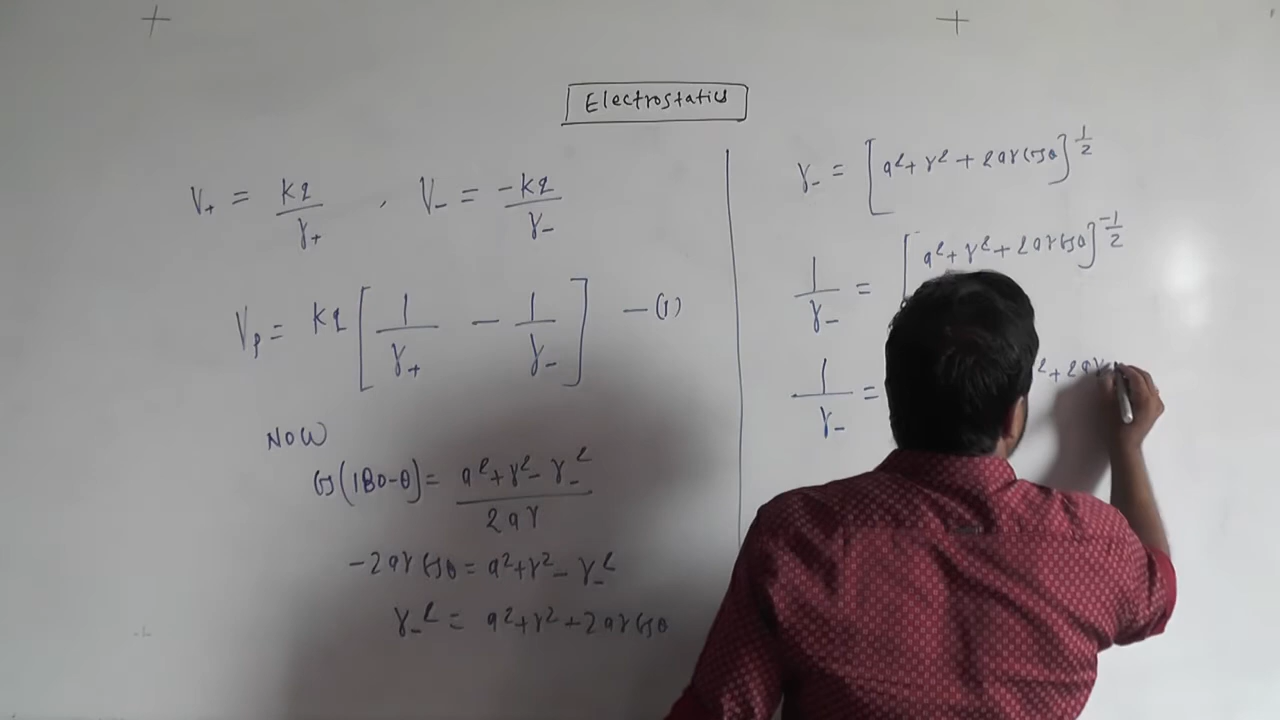 Electrostatics
V₊ = kq/r₊ , V₋ = -kq/r₋
Vₚ = kq [ 1/r₊ - 1/r₋ ] —(1)
NOW
cos(180-θ) = (a²+r²-r₋²)/2ar
-2ar cosθ = a²+r²-r₋²
r₋² = a²+r²+2ar cosθ
r₋ = [a²+r²+2ar cosθ]^(1/2)
1/r₋ = [a²+r²+2ar cosθ]^(-1/2)
1/r₋ = ²+2ar